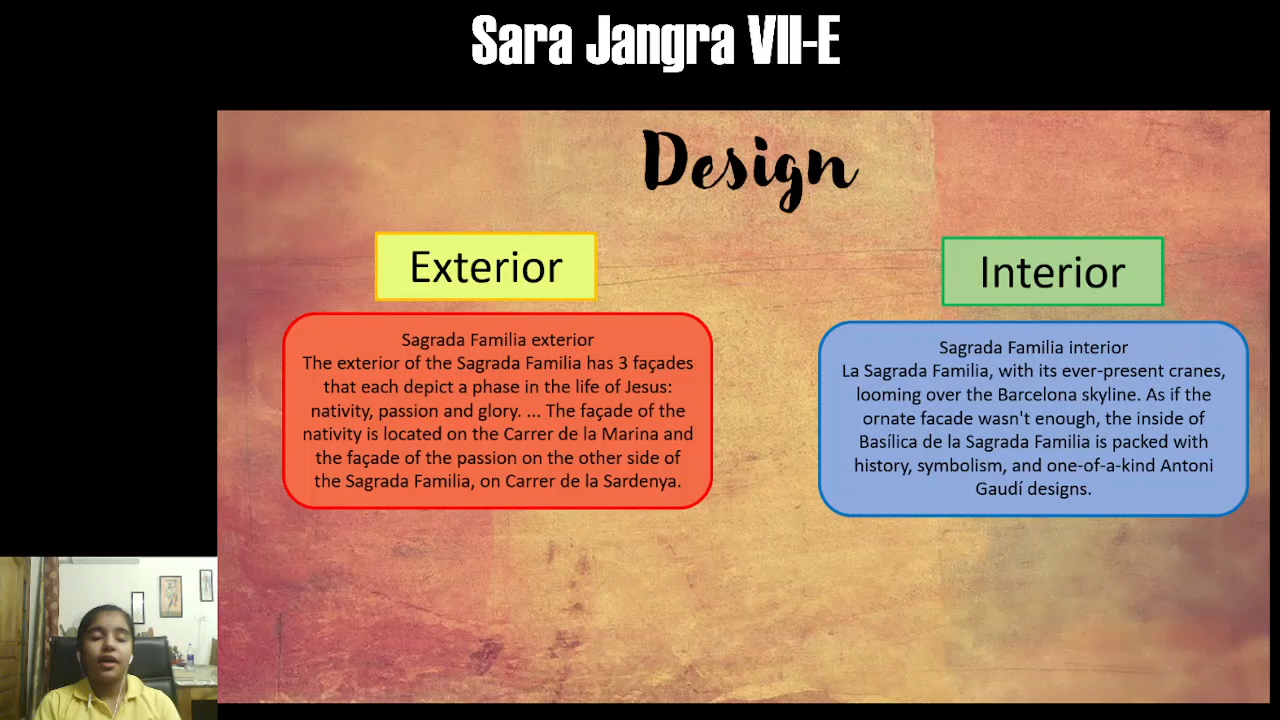 Sara Jangra VII-E
Design
Exterior
Sagrada Familia exterior
The exterior of the Sagrada Familia has 3 façades
that each depict a phase in the life of Jesus:
nativity, passion and glory. ... The façade of the
nativity is located on the Carrer de la Marina and
the façade of the passion on the other side of
the Sagrada Familia, on Carrer de la Sardenya.
Interior
Sagrada Familia interior
La Sagrada Familia, with its ever-present cranes,
looming over the Barcelona skyline. As if the
ornate facade wasn't enough, the inside of
Basílica de la Sagrada Familia is packed with
history, symbolism, and one-of-a-kind Antoni
Gaudí designs.